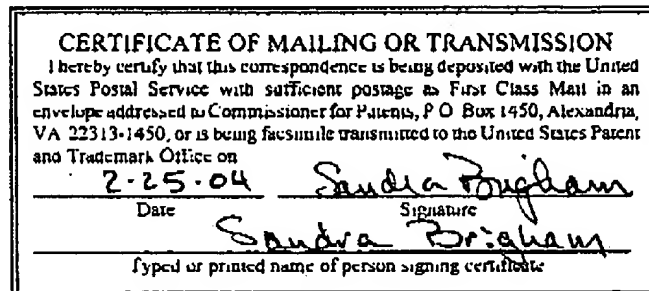 CERTIFICATE OF MAILING OR TRANSMISSION
I hereby certify that this correspondence is being deposited with the United
States Postal Service with sufficient postage as First Class Mail in an
envelope addressed to Commissioner for Patents, P O Box 1450, Alexandria,
VA 22313-1450, or is being facsimile transmitted to the United States Patent
and Trademark Office on
2-25-04 Sandra Brigham
Date Signature
Sandra Brigham
Typed or printed name of person signing certificate